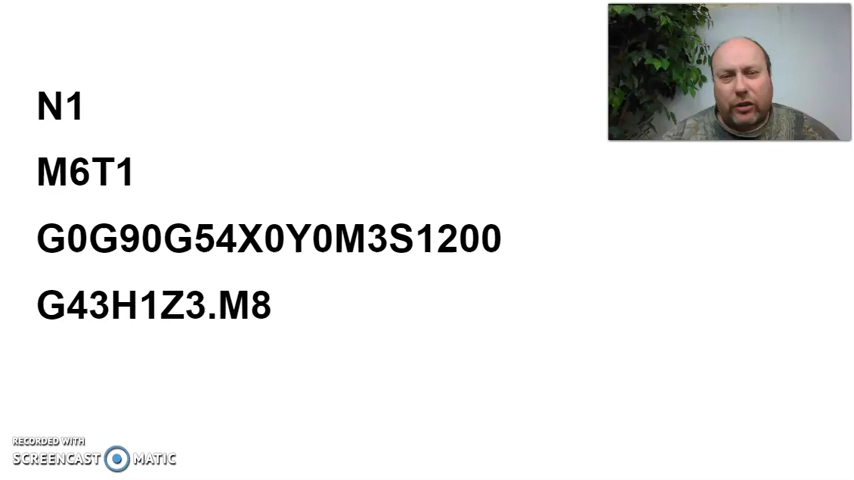 N1
M6T1
G0G90G54X0Y0M3S1200
G43H1Z3.M8
RECORDED WITH
SCREENCAST MATIC